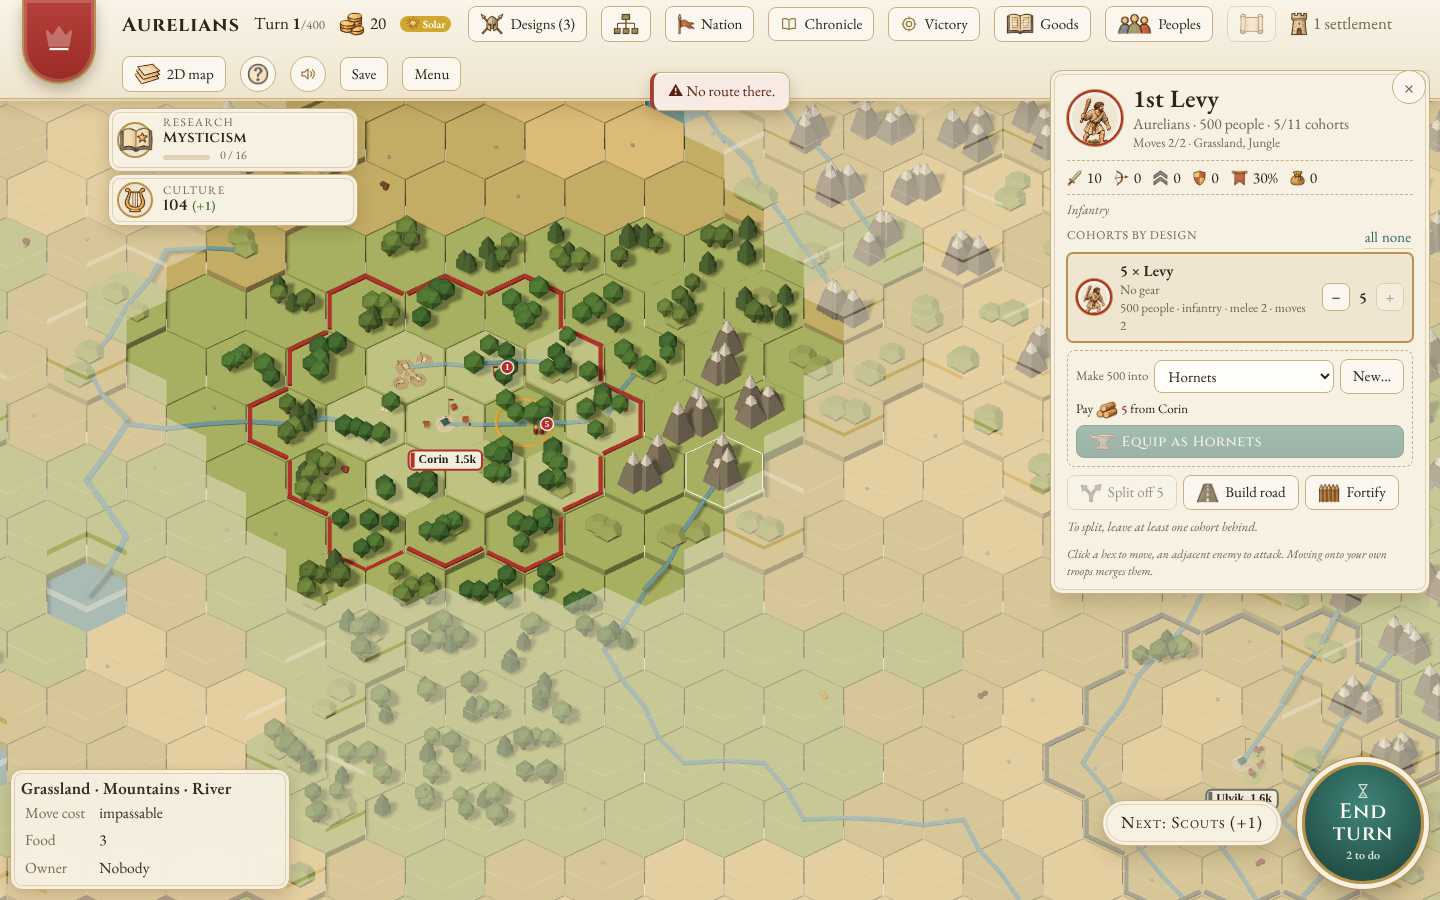 Aurelians Turn 1/400 20 Solar Designs (3) Nation Chronicle Victory Goods Peoples 1 settlement
2D map ? Save Menu
⚠ No route there.
RESEARCH
Mysticism
0 / 16
CULTURE
104 (+1)
1
5
Corin 1.5k
×
1st Levy
Aurelians · 500 people · 5/11 cohorts
Moves 2/2 · Grassland, Jungle
10 0 0 0 30% 0
Infantry
COHORTS BY DESIGN all none
5 × Levy
No gear
500 people · infantry · melee 2 · moves
2
− 5 +
Make 500 into Hornets New...
Pay 5 from Corin
Equip as Hornets
Split off 5 Build road Fortify
To split, leave at least one cohort behind.
Click a hex to move, an adjacent enemy to attack. Moving onto your own
troops merges them.
Grassland · Mountains · River
Move cost impassable
Food 3
Owner Nobody
Ulvik 1.6k
Next: Scouts (+1)
End
turn
2 to do